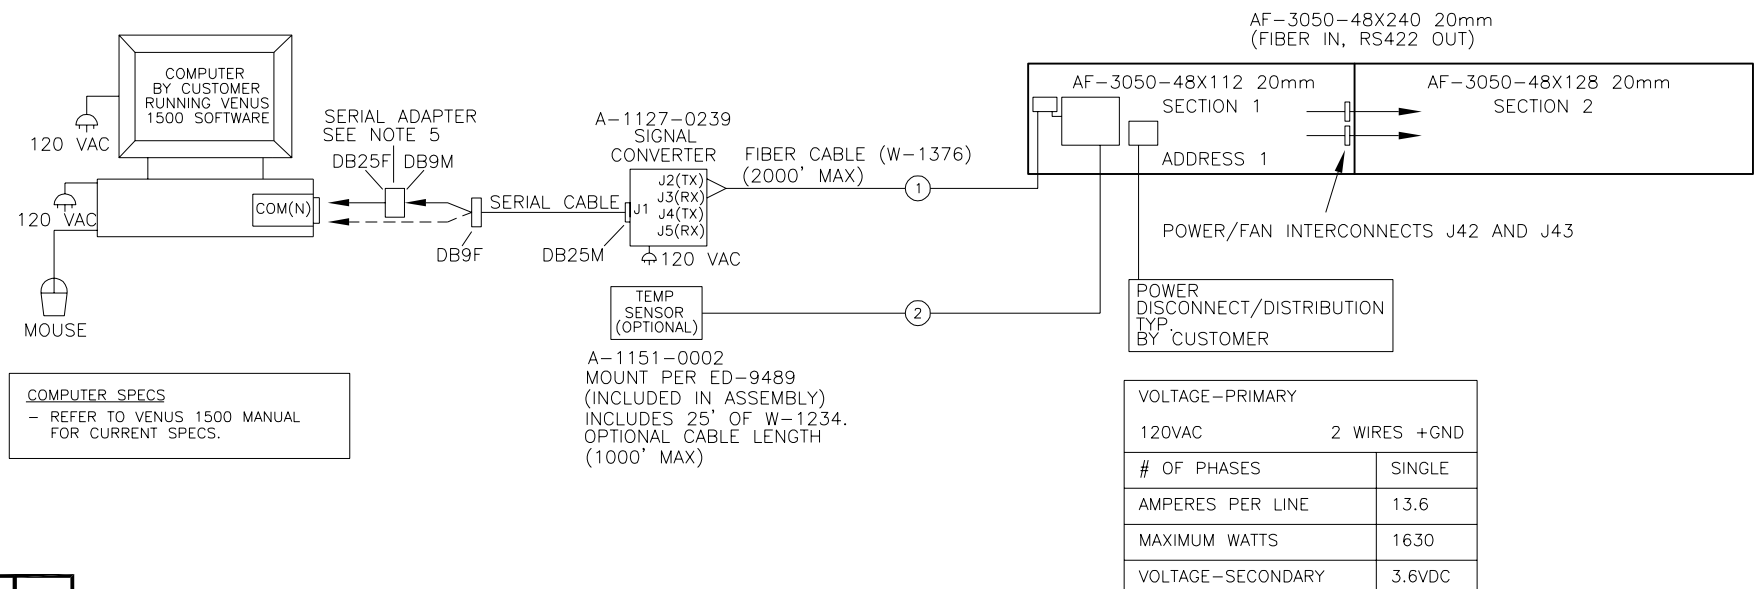 AF-3050-48X240 20mm
(FIBER IN, RS422 OUT)
COMPUTER
BY CUSTOMER
RUNNING VENUS
1500 SOFTWARE
120 VAC
120 VAC
COM(N)
MOUSE
SERIAL ADAPTER
SEE NOTE 5
DB25F DB9M
DB9F
SERIAL CABLE
DB25M
A-1127-0239
SIGNAL
CONVERTER
J1
J2(TX)
J3(RX)
J4(TX)
J5(RX)
120 VAC
FIBER CABLE (W-1376)
(2000' MAX)
1
AF-3050-48X112 20mm
SECTION 1
ADDRESS 1
AF-3050-48X128 20mm
SECTION 2
POWER/FAN INTERCONNECTS J42 AND J43
TEMP
SENSOR
(OPTIONAL)
2
A-1151-0002
MOUNT PER ED-9489
(INCLUDED IN ASSEMBLY)
INCLUDES 25' OF W-1234.
OPTIONAL CABLE LENGTH
(1000' MAX)
POWER
DISCONNECT/DISTRIBUTION
TYP.
BY CUSTOMER
COMPUTER SPECS
- REFER TO VENUS 1500 MANUAL
FOR CURRENT SPECS.
VOLTAGE-PRIMARY
120VAC 2 WIRES +GND
# OF PHASES SINGLE
AMPERES PER LINE 13.6
MAXIMUM WATTS 1630
VOLTAGE-SECONDARY 3.6VDC